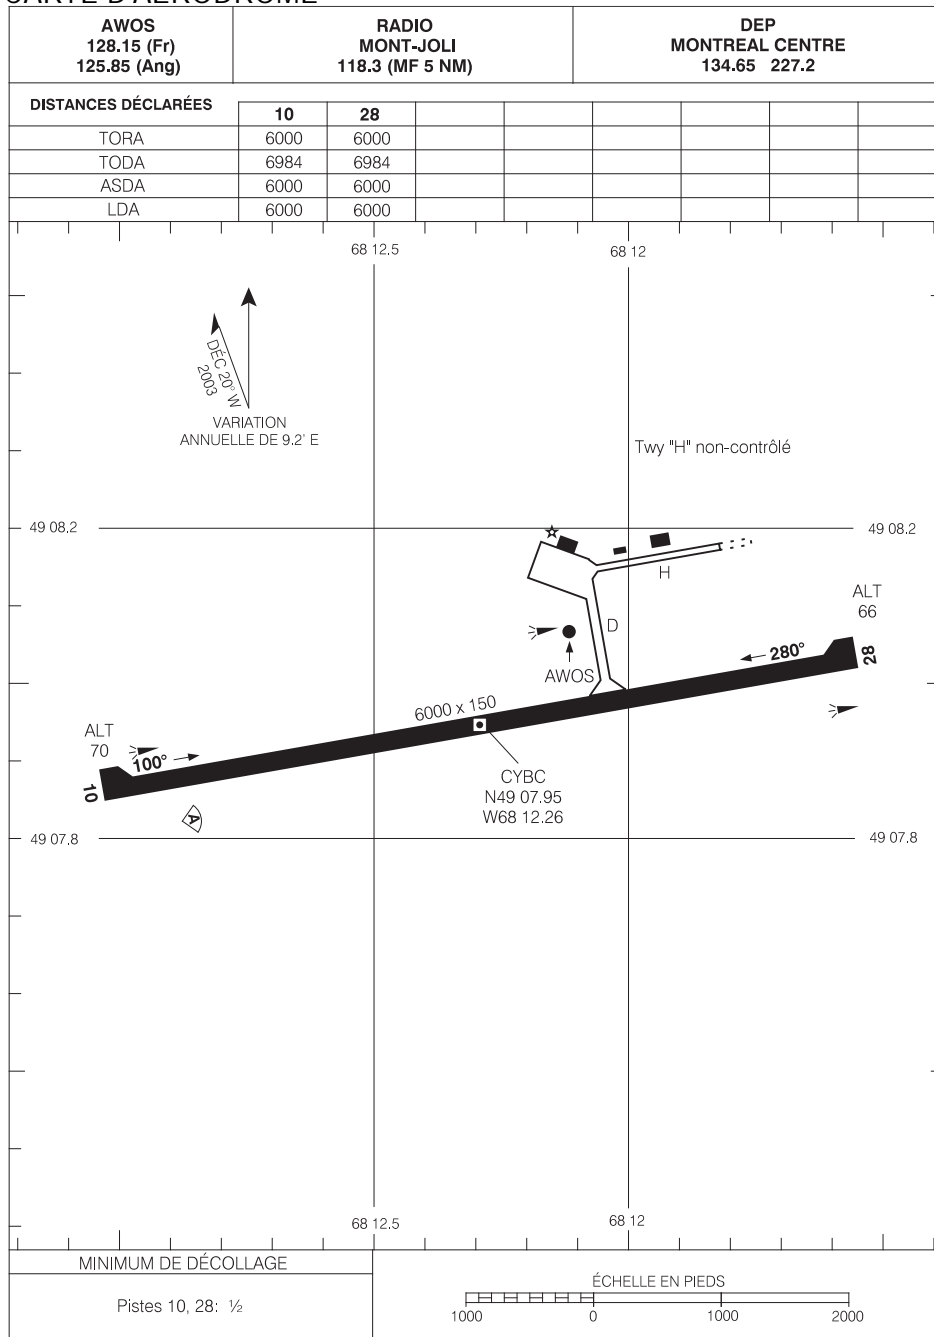 CARTE D'AÉRODROME
AWOS
128.15 (Fr)
125.85 (Ang)
RADIO
MONT-JOLI
118.3 (MF 5 NM)
DEP
MONTREAL CENTRE
134.65 227.2
DISTANCES DÉCLARÉES
10 28
TORA 6000 6000
TODA 6984 6984
ASDA 6000 6000
LDA 6000 6000
68 12.5 68 12
DÉC 20° W
2003
VARIATION
ANNUELLE DE 9.2' E
Twy "H" non-contrôlé
49 08.2 49 08.2
H
ALT
66
D
280°
28
AWOS
6000 x 150
ALT
70
100°
10
CYBC
N49 07.95
W68 12.26
A
49 07.8 49 07.8
68 12.5 68 12
MINIMUM DE DÉCOLLAGE
Pistes 10, 28: ½
ÉCHELLE EN PIEDS
1000 0 1000 2000